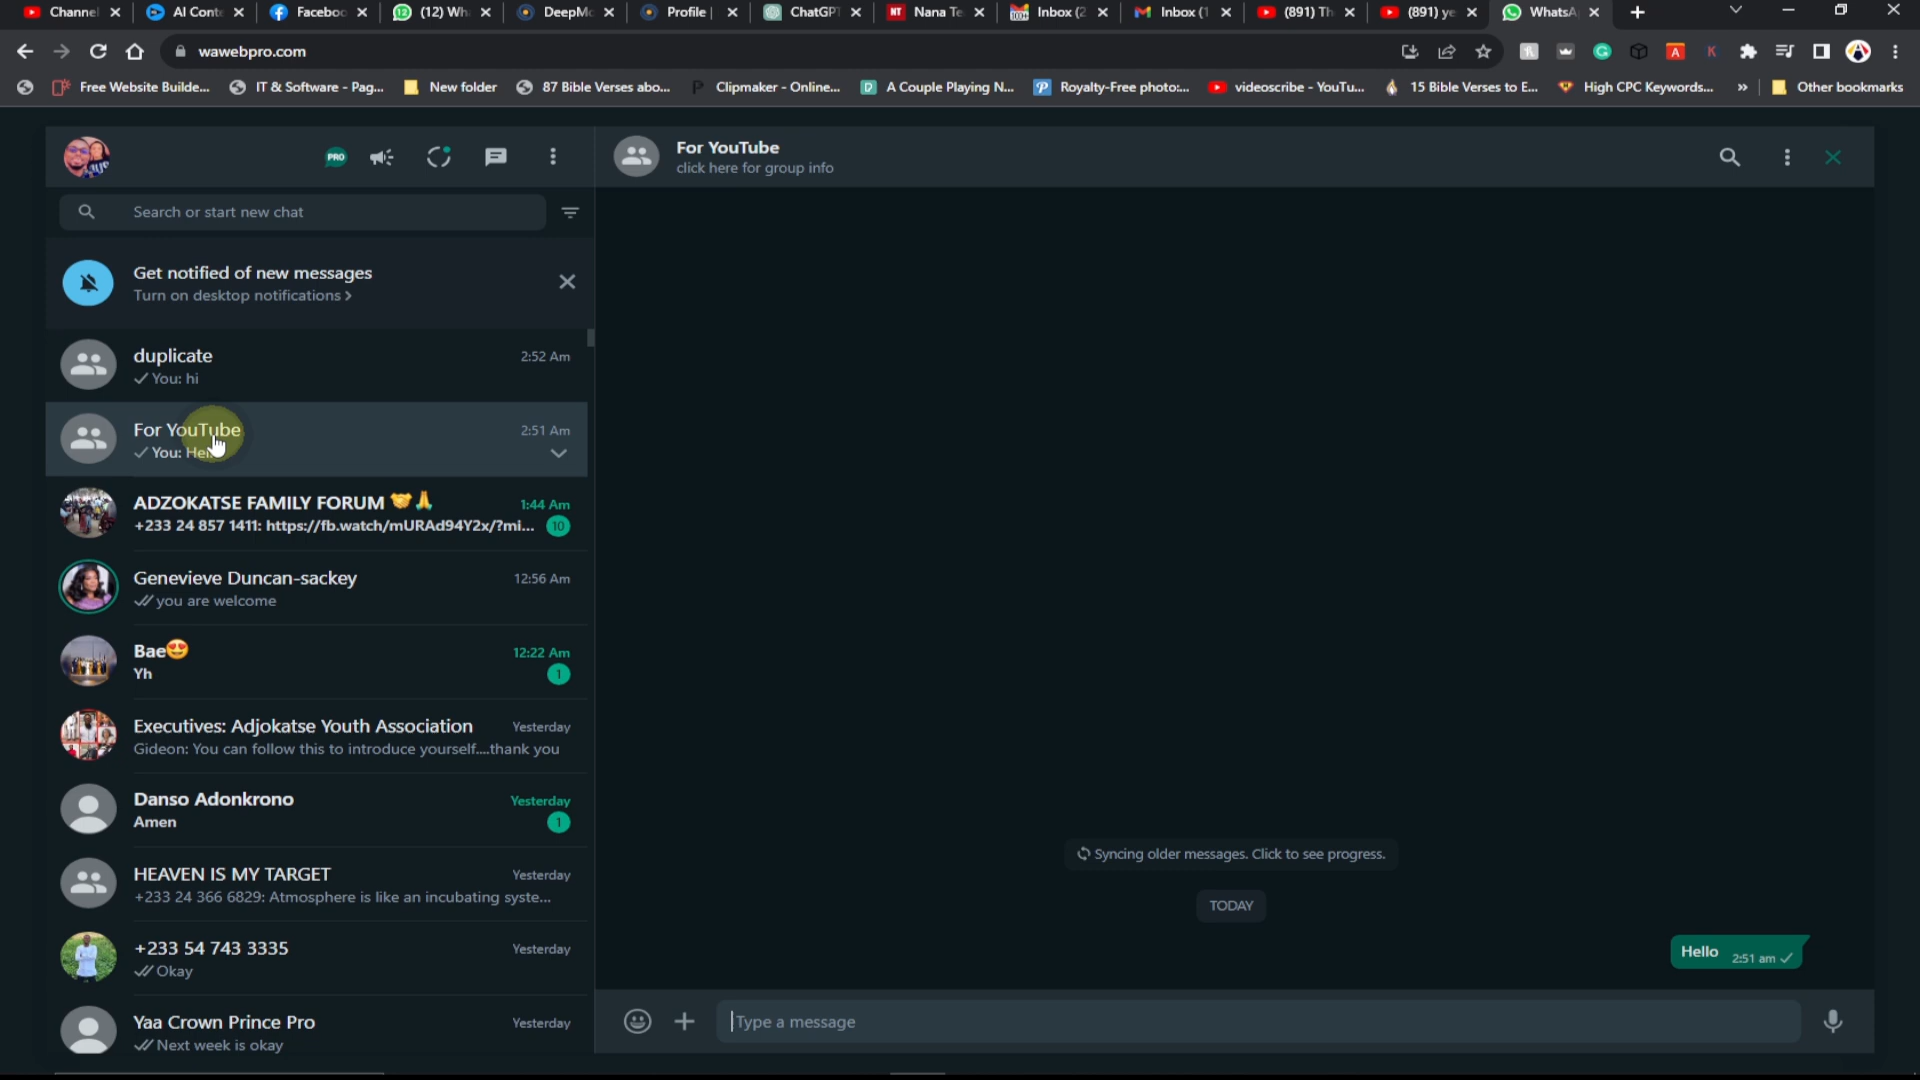 Channel
AI Conte
Faceboo
(12) Wh
DeepM
Profile |
ChatGP
Nana Te
Inbox (2
Inbox (1
(891) Th
(891) ye
WhatsA
wawebpro.com
Free Website Builde...
IT & Software - Pag...
New folder
87 Bible Verses abo...
Clipmaker - Online...
A Couple Playing N...
Royalty-Free photo:...
videoscribe - YouTu...
15 Bible Verses to E...
High CPC Keywords...
»
Other bookmarks
PRO
Search or start new chat
Get notified of new messages
Turn on desktop notifications >
duplicate 2:52 Am
You: hi
For YouTube 2:51 Am
You: Hel
ADZOKATSE FAMILY FORUM 🤝🙏 1:44 Am
+233 24 857 1411: https://fb.watch/mURAd94Y2x/?mi... 10
Genevieve Duncan-sackey 12:56 Am
you are welcome
Bae😍 12:22 Am
Yh 1
Executives: Adjokatse Youth Association Yesterday
Gideon: You can follow this to introduce yourself....thank you
Danso Adonkrono Yesterday
Amen 1
HEAVEN IS MY TARGET Yesterday
+233 24 366 6829: Atmosphere is like an incubating syste...
+233 54 743 3335 Yesterday
Okay
Yaa Crown Prince Pro Yesterday
Next week is okay
For YouTube
click here for group info
Syncing older messages. Click to see progress.
TODAY
Hello 2:51 am
Type a message